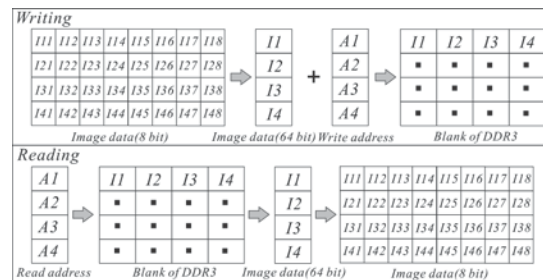 Writing
I11 I12 I13 I14 I15 I16 I17 I18 I1 A1 I1 I2 I3 I4
I21 I22 I23 I24 I25 I26 I27 I28 I2 + A2
I31 I32 I33 I34 I35 I36 I37 I38 I3 A3
I41 I42 I43 I44 I45 I46 I47 I48 I4 A4
Image data(8 bit) Image data(64 bit) Write address Blank of DDR3
Reading
A1 I1 I2 I3 I4 I1 I11 I12 I13 I14 I15 I16 I17 I18
A2 I2 I21 I22 I23 I24 I25 I26 I27 I28
A3 I3 I31 I32 I33 I34 I35 I36 I37 I38
A4 I4 I41 I42 I43 I44 I45 I46 I47 I48
Read address Blank of DDR3 Image data(64 bit) Image data(8 bit)